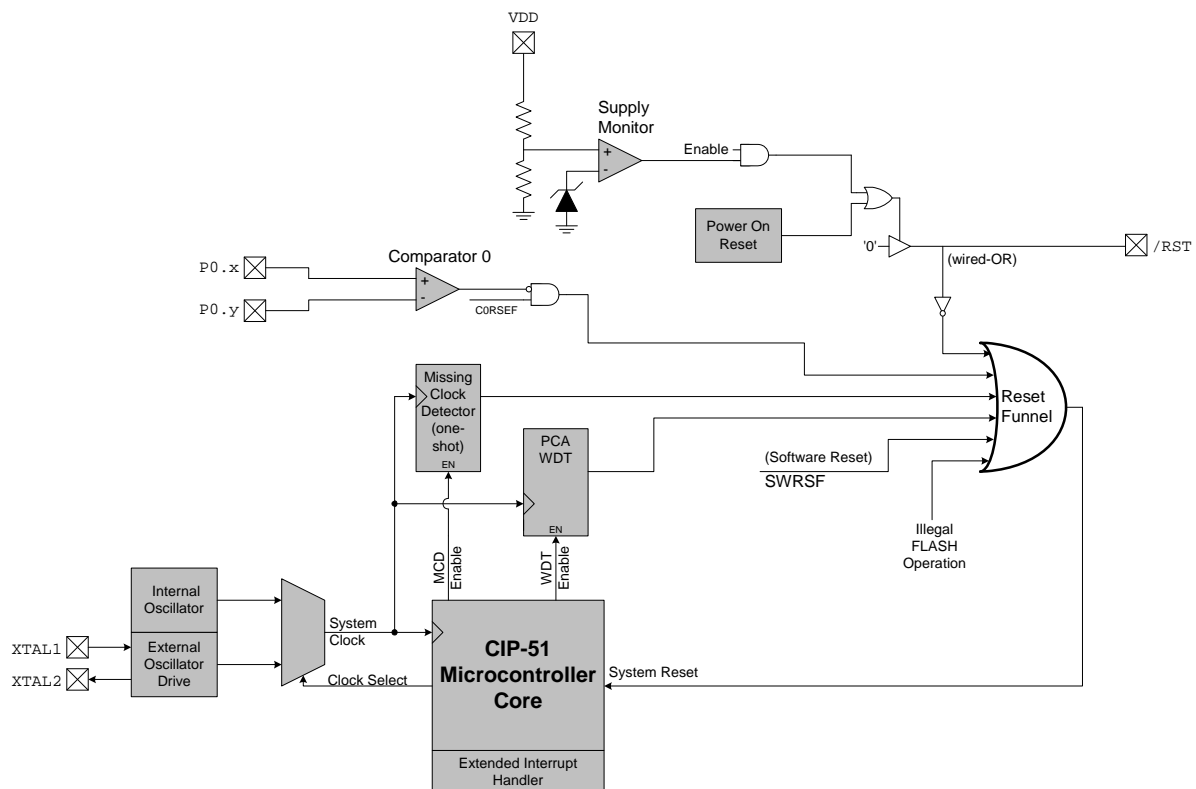 VDD
Supply
Monitor
+
-
Enable
Power On
Reset
'0'
/RST
(wired-OR)
Comparator 0
P0.x
P0.y
+
-
C0RSEF
Missing
Clock
Detector
(one-
shot)
EN
PCA
WDT
EN
(Software Reset)
SWRSF
Reset
Funnel
Illegal
FLASH
Operation
MCD
Enable
WDT
Enable
Internal
Oscillator
External
Oscillator
Drive
XTAL1
XTAL2
System
Clock
Clock Select
CIP-51
Microcontroller
Core
System Reset
Extended Interrupt
Handler